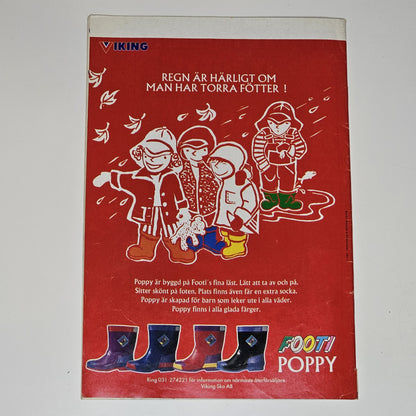 VIKING
REGN ÄR HÄRLIGT OM
MAN HAR TORRA FÖTTER !
Poppy är byggd på Footi's fina läst. Lätt att ta av och på.
Sitter skönt på foten. Plats finns även får en extra socka.
Poppy är skapad för barn som leker ute i alla väder.
Poppy finns i alla glada färger.
FOOTI
POPPY
Ring 031-274221 för information om närmaste återförsäljare.
Viking Sko AB